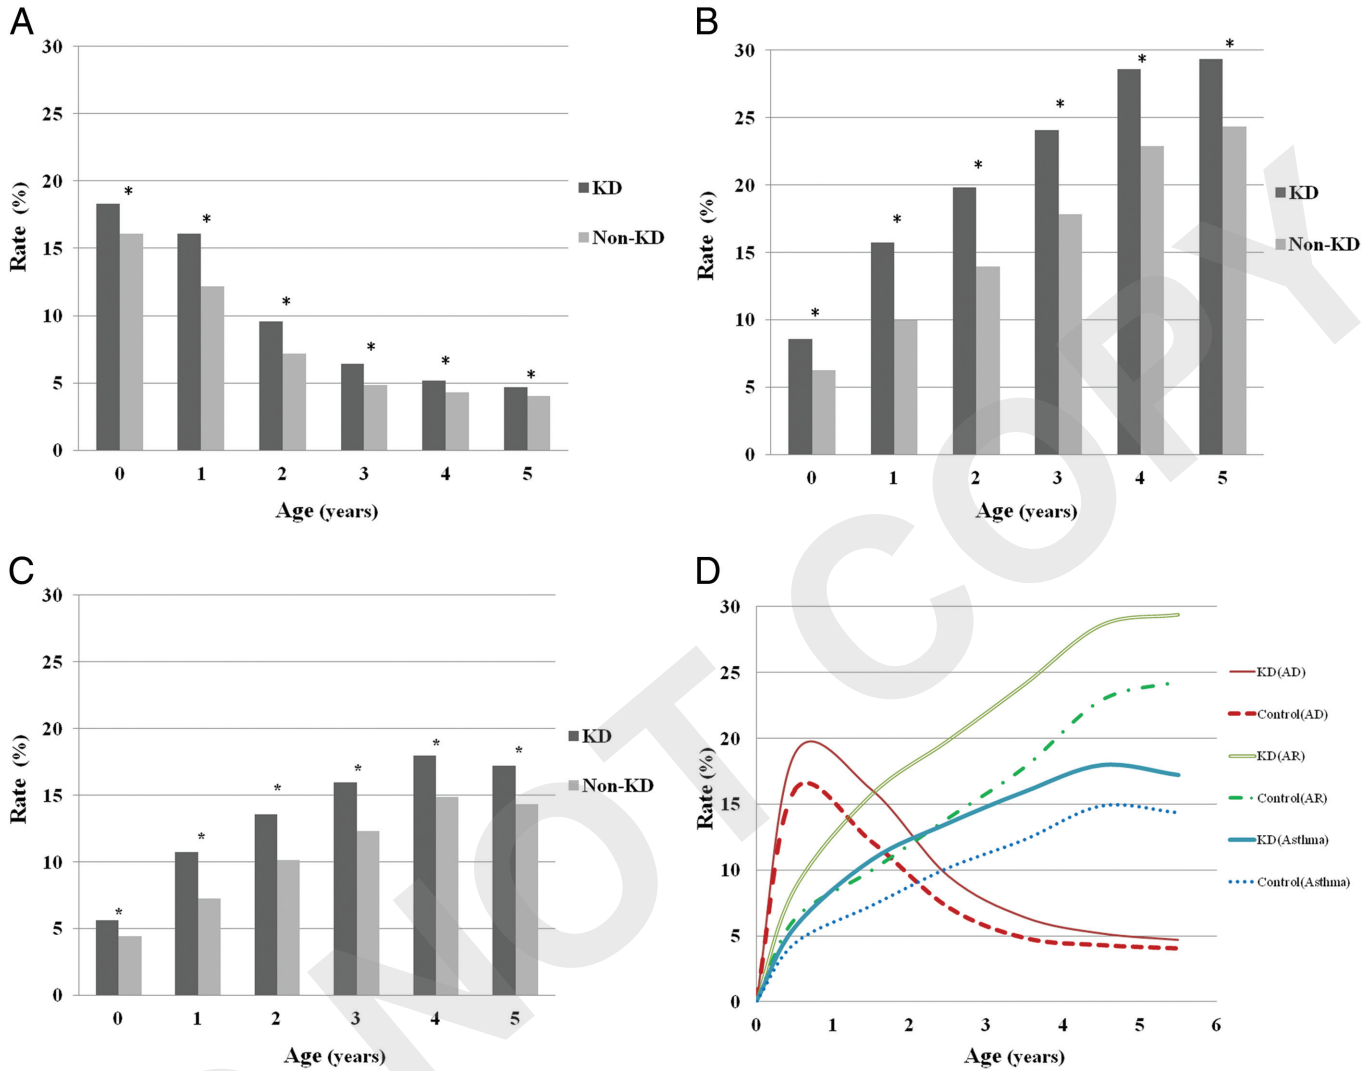 A
30
25
20
15
10
5
0
Rate (%)
* * * * * *
0 1 2 3 4 5
Age (years)
KD
Non-KD
B
30
25
20
15
10
5
0
Rate (%)
* * * * * *
0 1 2 3 4 5
Age (years)
KD
Non-KD
C
30
25
20
15
10
5
0
Rate (%)
* * * * * *
0 1 2 3 4 5
Age (years)
KD
Non-KD
D
30
25
20
15
10
5
0
Rate (%)
0 1 2 3 4 5 6
Age (years)
KD(AD)
Control(AD)
KD(AR)
Control(AR)
KD(Asthma)
Control(Asthma)
NOT COPY